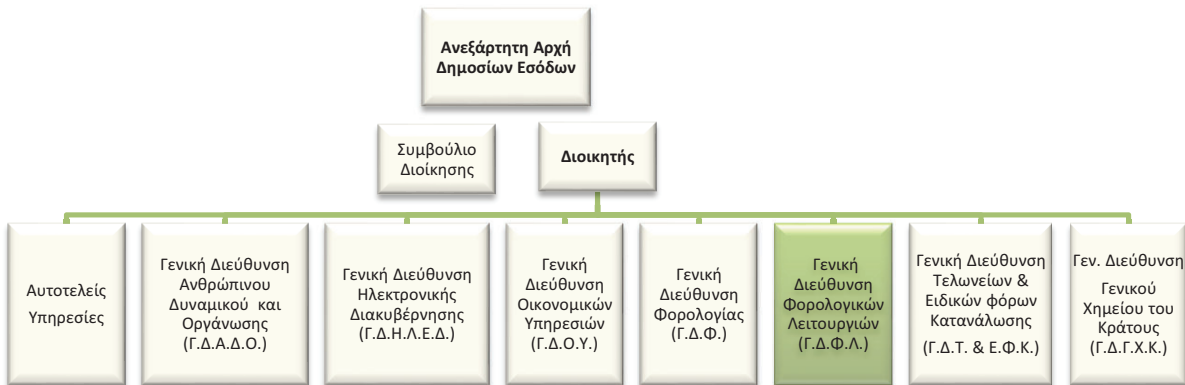 Ανεξάρτητη Αρχή
Δημοσίων Εσόδων
Συμβούλιο
Διοίκησης
Διοικητής
Αυτοτελείς
Υπηρεσίες
Γενική Διεύθυνση
Ανθρώπινου
Δυναμικού και
Οργάνωσης
(Γ.Δ.Α.Δ.Ο.)
Γενική Διεύθυνση
Ηλεκτρονικής
Διακυβέρνησης
(Γ.Δ.Η.Λ.Ε.Δ.)
Γενική
Διεύθυνση
Οικονομικών
Υπηρεσιών
(Γ.Δ.Ο.Υ.)
Γενική
Διεύθυνση
Φορολογίας
(Γ.Δ.Φ.)
Γενική
Διεύθυνση
Φορολογικών
Λειτουργιών
(Γ.Δ.Φ.Λ.)
Γενική Διεύθυνση
Τελωνείων &
Ειδικών φόρων
Κατανάλωσης
(Γ.Δ.Τ. & Ε.Φ.Κ.)
Γεν. Διεύθυνση
Γενικού
Χημείου του
Κράτους
(Γ.Δ.Γ.Χ.Κ.)